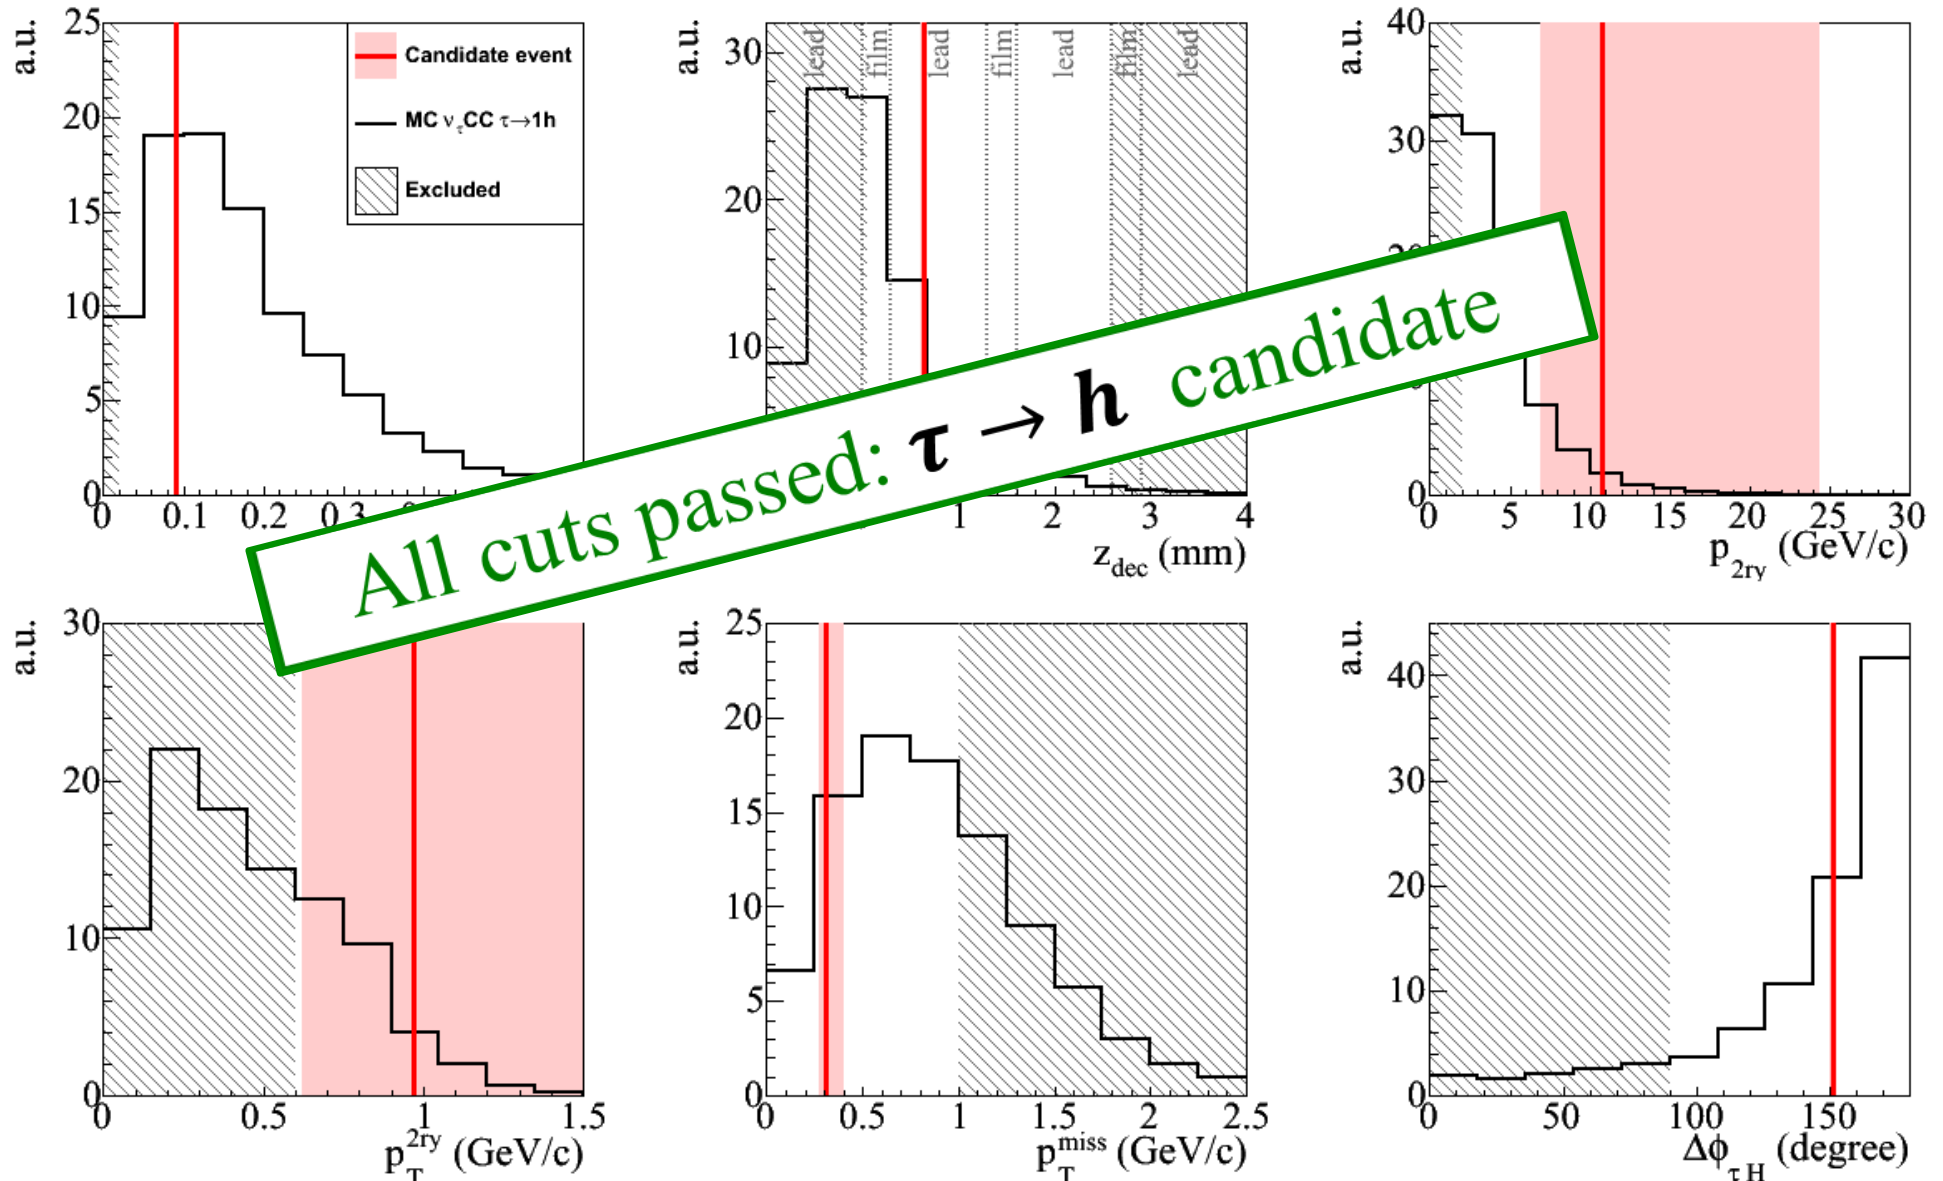 a.u.
25
20
15
10
5
0
0 0.1 0.2 0.3
Candidate event
MC ν_τCC τ→1h
Excluded
a.u.
30
20
10
lead film lead film lead film lead
1 2 3 4
z_dec (mm)
a.u.
40
30
0
0 5 10 15 20 25 30
p_2ry (GeV/c)
All cuts passed: τ → h candidate
a.u.
30
20
10
0
0 0.5 1 1.5
p_T^2ry (GeV/c)
a.u.
25
20
15
10
5
0
0 0.5 1 1.5 2 2.5
p_T^miss (GeV/c)
a.u.
40
30
20
10
0
0 50 100 150
Δϕ_τH (degree)